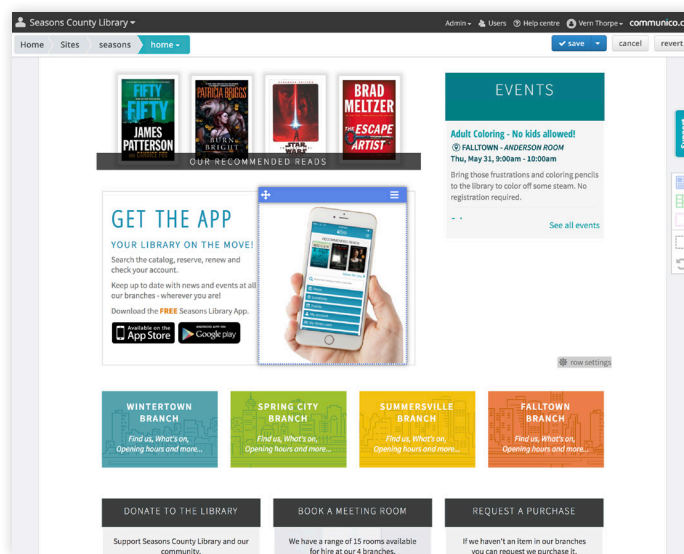 Seasons County Library
Admin Users Help centre Vern Thorpe communico.c
Home Sites seasons home
save cancel revert
FIFTY
FIFTY
JAMES
PATTERSON
AND CANDICE FOX
PATRICIA BRIGGS
BURN
BRIGHT
STAR
WARS
BRAD
MELTZER
THE ESCAPE
ARTIST
OUR RECOMMENDED READS
EVENTS
Adult Coloring - No kids allowed!
FALLTOWN - ANDERSON ROOM
Thu, May 31, 9:00am - 10:00am
Bring those frustrations and coloring pencils
to the library to color off some steam. No
registration required.
See all events
Support
GET THE APP
YOUR LIBRARY ON THE MOVE!
Search the catalog, reserve, renew and
check your account.
Keep up to date with news and events at all
our branches - wherever you are!
Download the FREE Seasons Library App.
Available on the
App Store
ANDROID APP ON
Google play
row settings
WINTERTOWN
BRANCH
Find us, What's on,
Opening hours and more...
SPRING CITY
BRANCH
Find us, What's on,
Opening hours and more...
SUMMERSVILLE
BRANCH
Find us, What's on,
Opening hours and more...
FALLTOWN
BRANCH
Find us, What's on,
Opening hours and more...
DONATE TO THE LIBRARY
Support Seasons County Library and our
community.
BOOK A MEETING ROOM
We have a range of 15 rooms available
for hire at our 4 branches.
REQUEST A PURCHASE
If we haven't an item in our branches
you can request we purchase it.